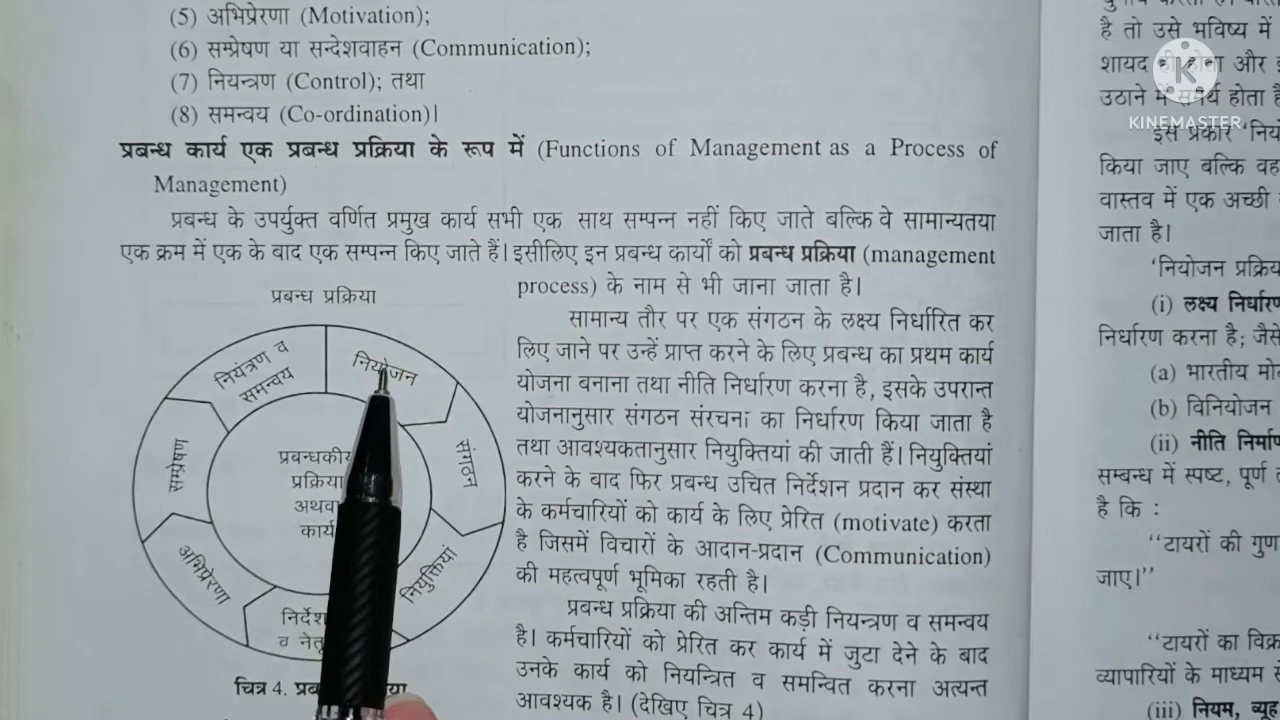 (5) अभिप्रेरणा (Motivation);
(6) सम्प्रेषण या सन्देशवाहन (Communication);
(7) नियन्त्रण (Control); तथा
(8) समन्वय (Co-ordination)।
प्रबन्ध कार्य एक प्रबन्ध प्रक्रिया के रूप में (Functions of Management as a Process of
Management)
प्रबन्ध के उपर्युक्त वर्णित प्रमुख कार्य सभी एक साथ सम्पन्न नहीं किए जाते बल्कि वे सामान्यतया
एक क्रम में एक के बाद एक सम्पन्न किए जाते हैं। इसीलिए इन प्रबन्ध कार्यों को प्रबन्ध प्रक्रिया (management
process) के नाम से भी जाना जाता है।
सामान्य तौर पर एक संगठन के लक्ष्य निर्धारित कर
लिए जाने पर उन्हें प्राप्त करने के लिए प्रबन्ध का प्रथम कार्य
योजना बनाना तथा नीति निर्धारण करना है, इसके उपरान्त
योजनानुसार संगठन संरचना का निर्धारण किया जाता है
तथा आवश्यकतानुसार नियुक्तियां की जाती हैं। नियुक्तियां
करने के बाद फिर प्रबन्ध उचित निर्देशन प्रदान कर संस्था
के कर्मचारियों को कार्य के लिए प्रेरित (motivate) करता
है जिसमें विचारों के आदान-प्रदान (Communication)
की महत्वपूर्ण भूमिका रहती है।
प्रबन्ध प्रक्रिया की अन्तिम कड़ी नियन्त्रण व समन्वय
है। कर्मचारियों को प्रेरित कर कार्य में जुटा देने के बाद
उनके कार्य को नियन्त्रित व समन्वित करना अत्यन्त
आवश्यक है। (देखिए चित्र 4)
प्रबन्ध प्रक्रिया
नियंत्रण व
समन्वय
नियोजन
संगठन
नियुक्तियां
व
अभिप्रेरणा
सम्प्रेषण
प्रक्रिया
अथवा
चित्र 4.
है तो उसे भविष्य में
शायद और
उठाने में समर्थ होता है
इस प्रकार
किया जाए बल्कि वह
वास्तव में एक अच्छी
जाता है।
'नियोजन
(i) लक्ष्य
निर्धारण करना है; जैसे
(a) भारतीय
(b) विनियोजन
(ii) नीति
सम्बन्ध में स्पष्ट, पूर्ण
है कि :
"टायरों की
जाए।"
"टायरों का
व्यापारियों के माध्यम
(iii) नियम,
K
KINEMASTER